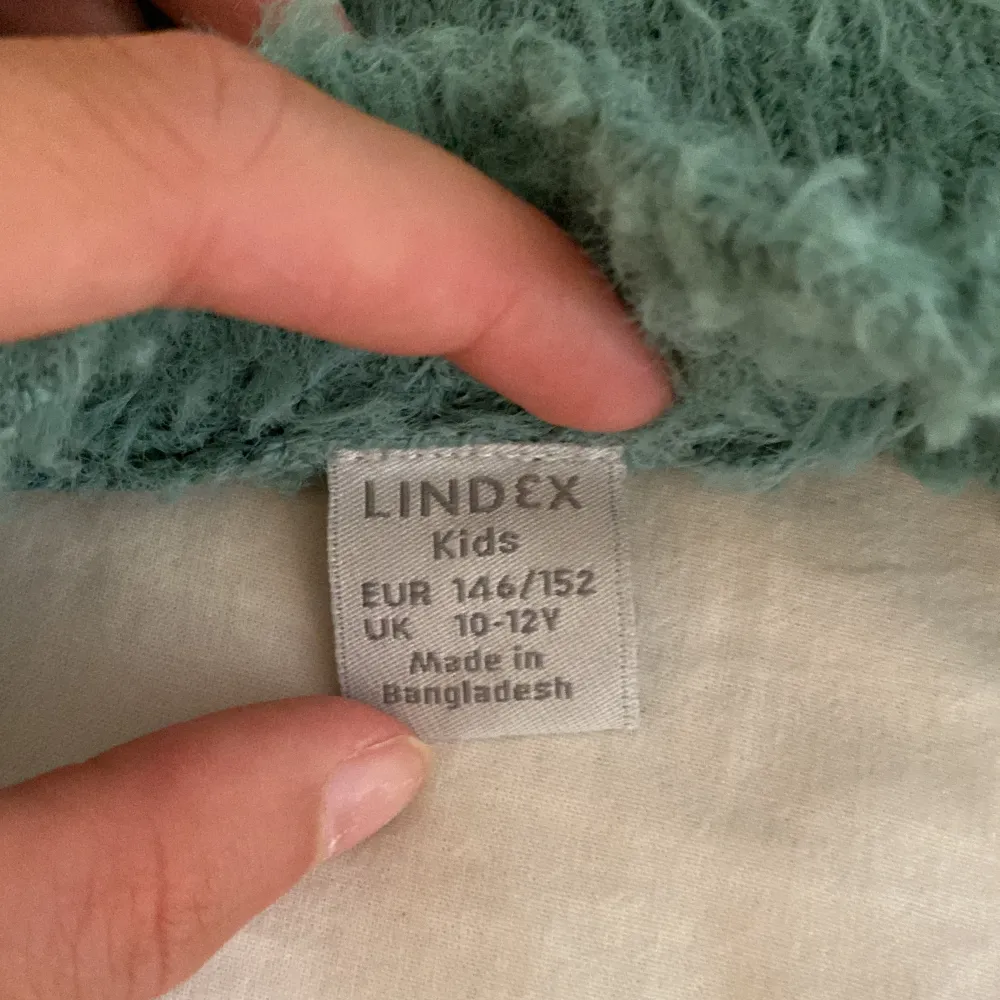 LINDEX
Kids
EUR 146/152
UK 10-12Y
Made in
Bangladesh